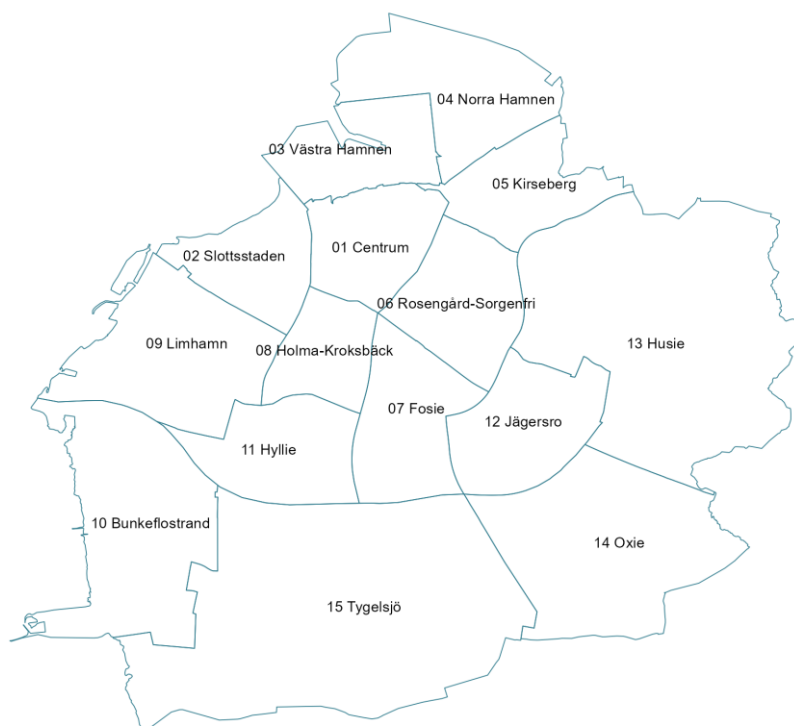 04 Norra Hamnen
03 Västra Hamnen
05 Kirseberg
01 Centrum
02 Slottsstaden
06 Rosengård-Sorgenfri
13 Husie
09 Limhamn
08 Holma-Kroksbäck
07 Fosie
12 Jägersro
11 Hyllie
10 Bunkeflostrand
14 Oxie
15 Tygelsjö